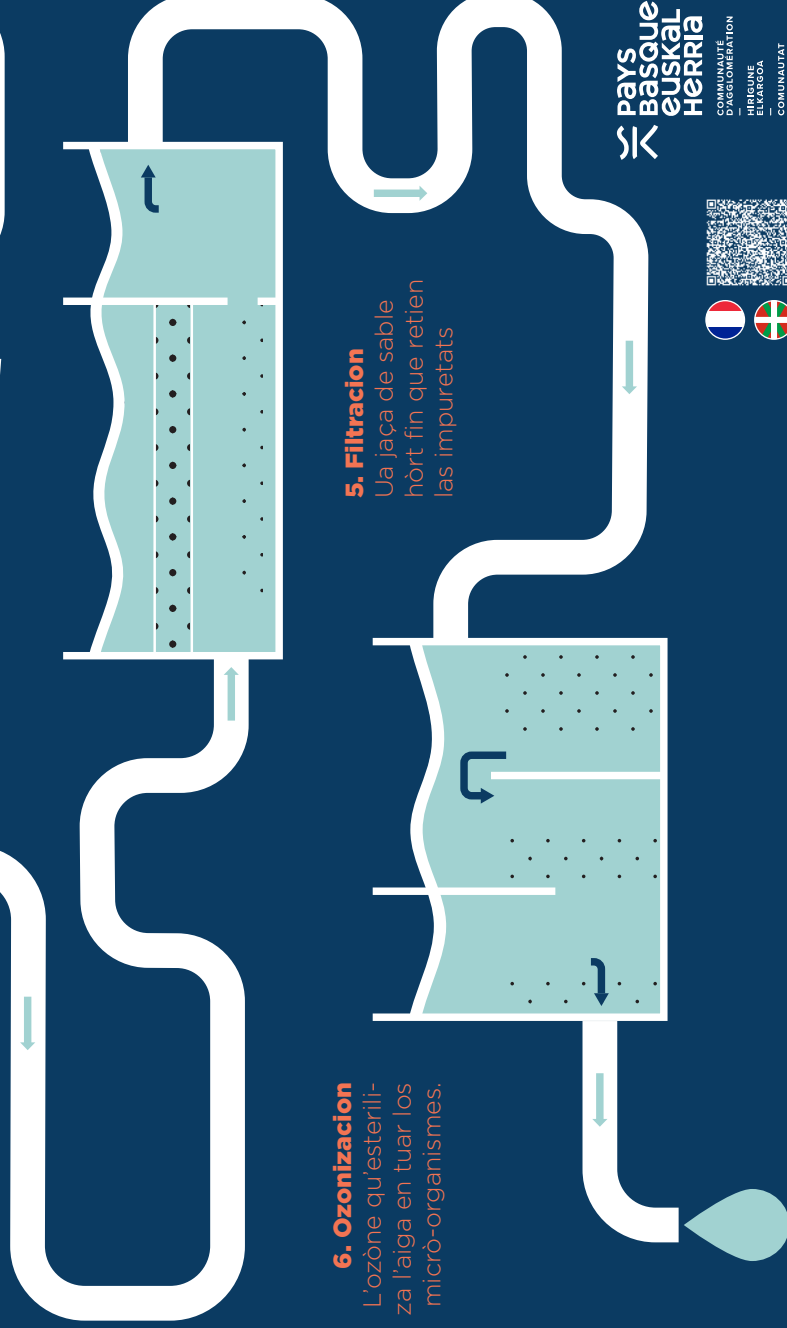 5. Filtracion
Ua jaça de sable
hòrt fin que retien
las impuretats
6. Ozonizacion
L'ozòne qu'esterili-
za l'aiga en tuar los
micrò-organismes.
PAYS
BASQUE
euskal
HeRRIa
COMMUNAUTÉ
D'AGGLOMÉRATION
—
HIRIGUNE
ELKARGOA
—
COMUNAUTAT